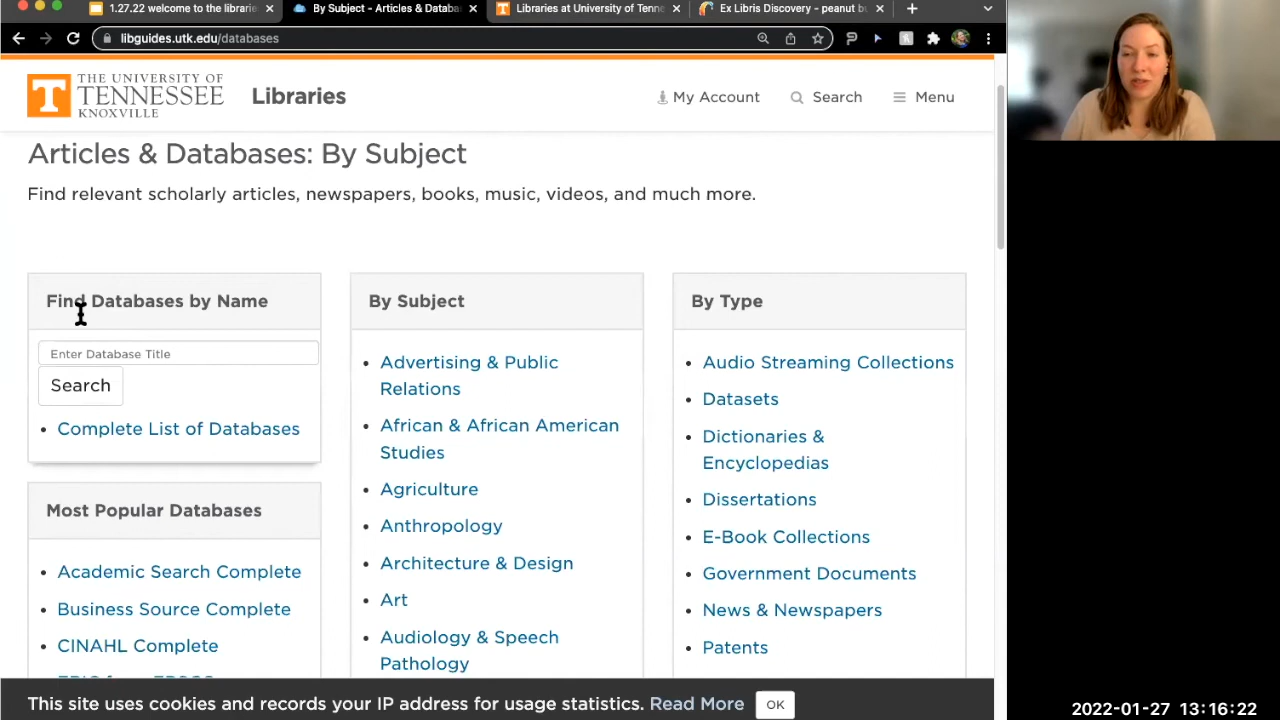 1.27.22 welcome to the librarie
By Subject - Articles & Databa
Libraries at University of Tenne
Ex Libris Discovery - peanut bu
libguides.utk.edu/databases
T
THE UNIVERSITY OF
TENNESSEE
KNOXVILLE
Libraries
My Account
Search
Menu
Articles & Databases: By Subject
Find relevant scholarly articles, newspapers, books, music, videos, and much more.
Find Databases by Name
Enter Database Title
Search
Complete List of Databases
Most Popular Databases
Academic Search Complete
Business Source Complete
CINAHL Complete
By Subject
Advertising & Public
Relations
African & African American
Studies
Agriculture
Anthropology
Architecture & Design
Art
Audiology & Speech
Pathology
By Type
Audio Streaming Collections
Datasets
Dictionaries &
Encyclopedias
Dissertations
E-Book Collections
Government Documents
News & Newspapers
Patents
This site uses cookies and records your IP address for usage statistics. Read More
OK
2022-01-27 13:16:22